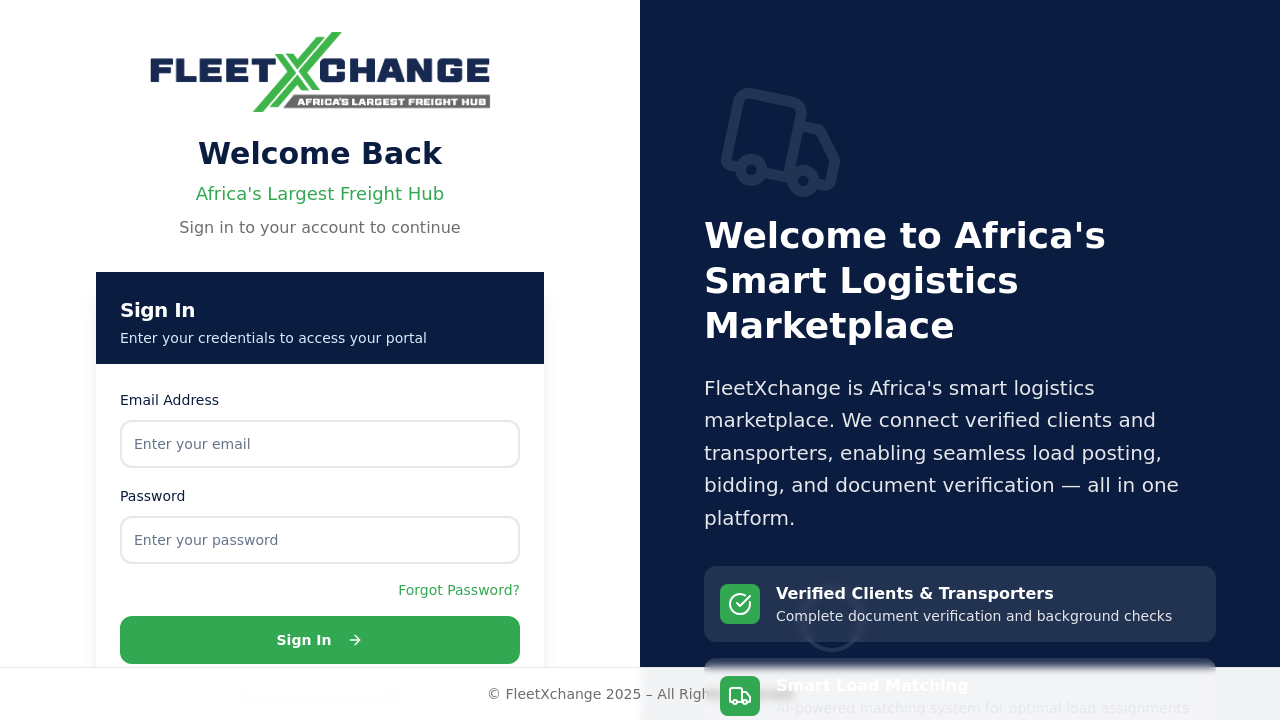 FLEETXCHANGE
AFRICA'S LARGEST FREIGHT HUB
Welcome Back
Africa's Largest Freight Hub
Sign in to your account to continue
Sign In
Enter your credentials to access your portal
Email Address
Enter your email
Password
Enter your password
Forgot Password?
Sign In
Welcome to Africa's
Smart Logistics
Marketplace
FleetXchange is Africa's smart logistics
marketplace. We connect verified clients and
transporters, enabling seamless load posting,
bidding, and document verification — all in one
platform.
Verified Clients & Transporters
Complete document verification and background checks
Smart Load Matching
AI-powered matching system for optimal load assignments
© FleetXchange 2025 – All